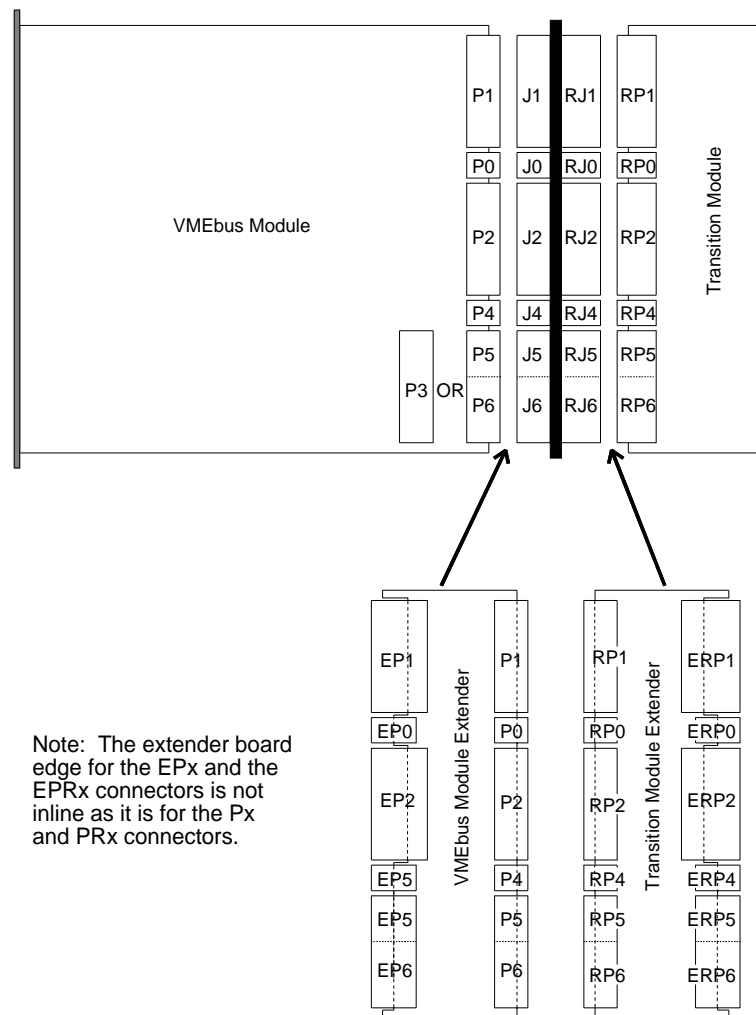 P1 J1 RJ1 RP1
P0 J0 RJ0 RP0
VMEbus Module
P2 J2 RJ2 RP2
Transition Module
P4 J4 RJ4 RP4
P5 J5 RJ5 RP5
P3 OR P6 J6 RJ6 RP6
EP1 P1 RP1 ERP1
EP0 P0 RP0 ERP0
VMEbus Module Extender
Transition Module Extender
EP2 P2 RP2 ERP2
EP5 P4 RP4 ERP4
EP5 P5 RP5 ERP5
EP6 P6 RP6 ERP6
Note: The extender board
edge for the EPx and the
EPRx connectors is not
inline as it is for the Px
and PRx connectors.